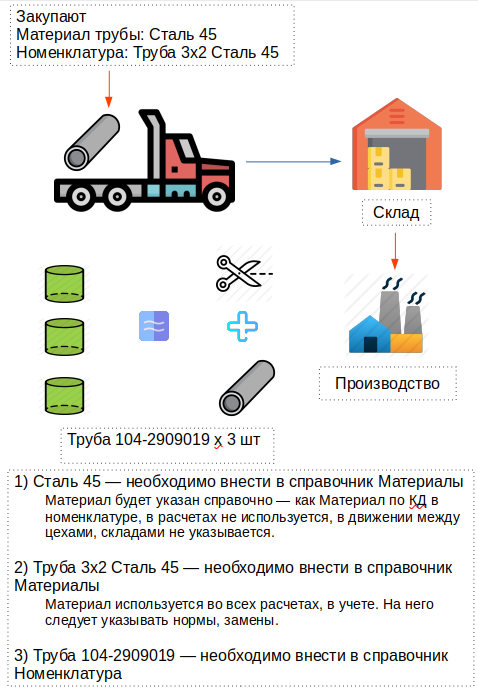 Закупают
Материал трубы: Сталь 45
Номенклатура: Труба 3х2 Сталь 45
Склад
Производство
Труба 104-2909019 х 3 шт
1) Сталь 45 — необходимо внести в справочник Материалы
Материал будет указан справочно — как Материал по КД в
номенклатуре, в расчетах не используется, в движении между
цехами, складами не указывается.
2) Труба 3х2 Сталь 45 — необходимо внести в справочник
Материалы
Материал используется во всех расчетах, в учете. На него
следует указывать нормы, замены.
3) Труба 104-2909019 — необходимо внести в справочник
Номенклатура